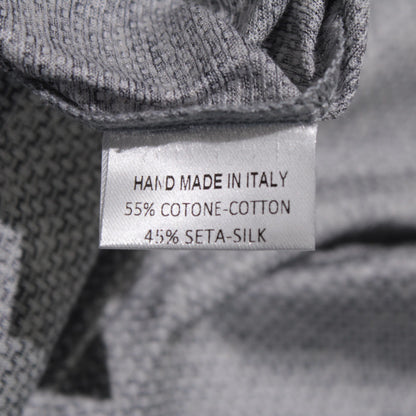 HAND MADE IN ITALY
55% COTONE-COTTON
45% SETA-SILK